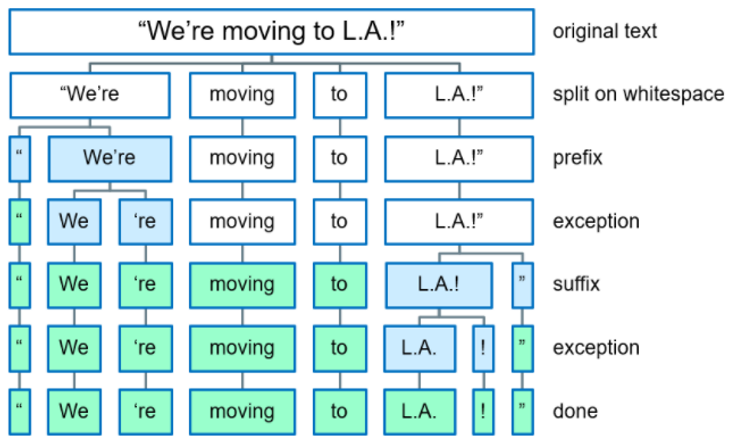 “We’re moving to L.A.!” original text
“We’re moving to L.A.!” split on whitespace
“ We’re moving to L.A.!” prefix
“ We ‘re moving to L.A.!” exception
“ We ‘re moving to L.A.! ” suffix
“ We ‘re moving to L.A. ! ” exception
“ We ‘re moving to L.A. ! ” done